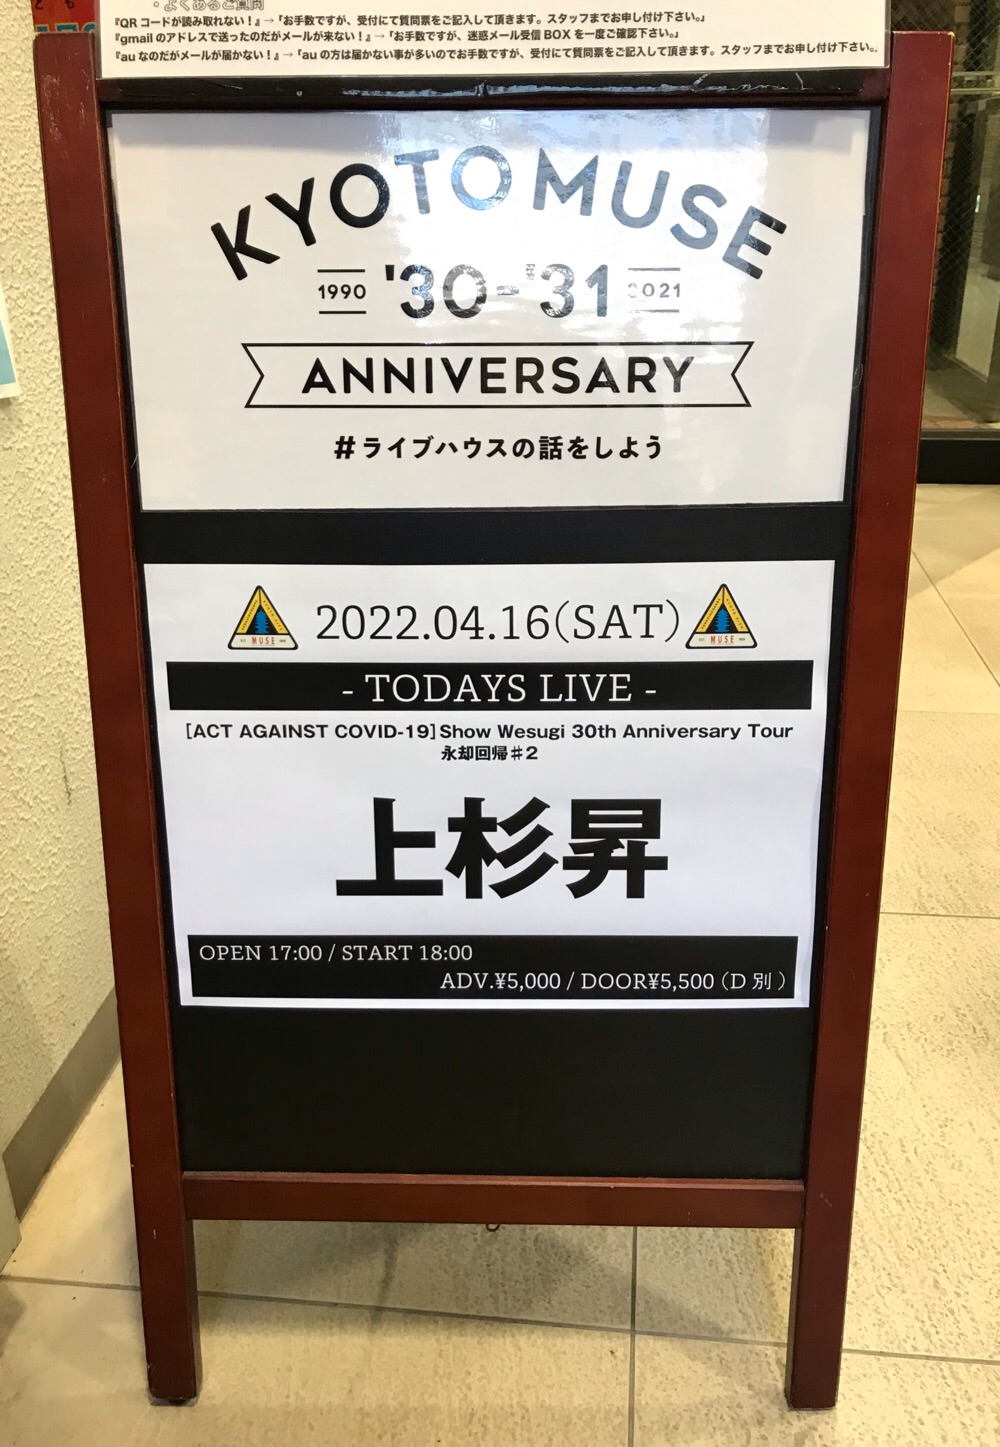 ・よくあるご質問
『QRコードが読み取れない！』→「お手数ですが、受付にて質問票をご記入して頂きます。スタッフまでお申し付け下さい。」
『gmailのアドレスで送ったのだがメールが来ない！』→「お手数ですが、迷惑メール受信BOXを一度ご確認下さい。」
『auなのだがメールが届かない！』→「auの方は届かない事が多いのでお手数ですが、受付にて質問票をご記入して頂きます。スタッフまでお申し付け下さい。
KYOTO MUSE
1990 '30-'31 2021
ANNIVERSARY
#ライブハウスの話をしよう
2022.04.16(SAT)
MUSE
MUSE
- TODAYS LIVE -
[ACT AGAINST COVID-19]Show Wesugi 30th Anniversary Tour
永却回帰♯2
上杉昇
OPEN 17:00 / START 18:00
ADV.¥5,000 / DOOR¥5,500（D別）